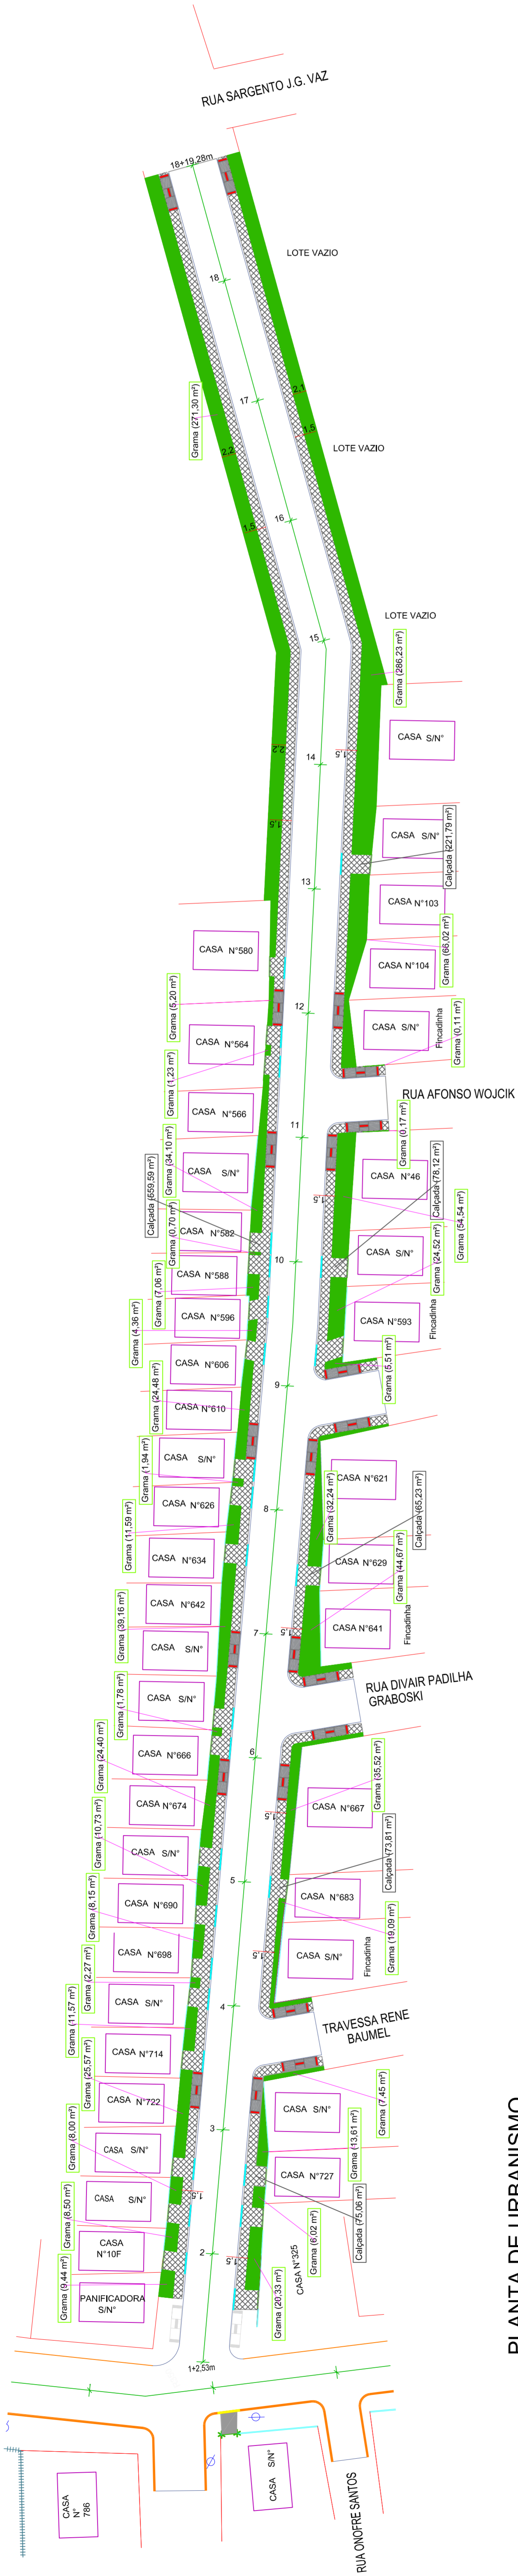 RUA SARGENTO J.G. VAZ
18+19,28m
LOTE VAZIO
18
2,1
17
Grama (271,30 m²)
1,5
2,2
LOTE VAZIO
16
1,5
LOTE VAZIO
15
Grama (286,23 m²)
CASA S/N°
2,2
1,5
14
1,5
CASA S/N°
Calçada (221,79 m²)
13
CASA N°103
CASA N°580
Grama (66,02 m²)
CASA N°104
Grama (5,20 m²)
12
CASA S/N°
Fincadinha
Grama (0,11 m²)
CASA N°564
Grama (1,23 m²)
RUA AFONSO WOJCIK
CASA N°566
11
Grama (34,10 m²)
Grama (0,17 m²)
CASA S/N°
CASA N°46
Calçada (659,59 m²)
1,5
Calçada (78,12 m²)
Grama (54,54 m²)
CASA N°582
Grama (0,70 m²)
10
CASA S/N°
Grama (24,52 m²)
CASA N°588
Grama (7,06 m²)
CASA N°596
Grama (4,36 m²)
CASA N°593
Fincadinha
CASA N°606
9
Grama (5,51 m²)
CASA N°610
Grama (24,48 m²)
CASA S/N°
Grama (1,94 m²)
CASA N°621
8
Grama (32,24 m²)
CASA N°626
Grama (11,59 m²)
Calçada (65,23 m²)
CASA N°634
CASA N°629
Grama (44,67 m²)
CASA N°642
Grama (39,16 m²)
7
1,5
CASA N°641
Fincadinha
CASA S/N°
RUA DIVAIR PADILHA
GRABOSKI
CASA S/N°
Grama (1,78 m²)
6
CASA N°666
Grama (24,40 m²)
Grama (35,52 m²)
CASA N°674
1,5
CASA N°667
Grama (10,73 m²)
CASA S/N°
5
Calçada (73,81 m²)
Grama (8,15 m²)
CASA N°690
CASA N°683
Grama (19,09 m²)
CASA N°698
1,5
CASA S/N°
Fincadinha
Grama (2,27 m²)
CASA S/N°
4
Grama (11,57 m²)
TRAVESSA RENE
BAUMEL
CASA N°714
Grama (25,57 m²)
Grama (7,45 m²)
CASA N°722
3
CASA S/N°
Grama (13,61 m²)
Grama (8,00 m²)
CASA S/N°
CASA N°727
Calçada (75,06 m²)
Grama (8,50 m²)
CASA S/N°
1,5
Grama (6,02 m²)
CASA
N°10F
2
1,5
CASA N°325
Grama (9,44 m²)
PANIFICADORA
S/N°
Grama (20,33 m²)
1+2,53m
PLANTA DE URBANISMO
CASA
N°
786
CASA S/N°
RUA ONOFRE SANTOS